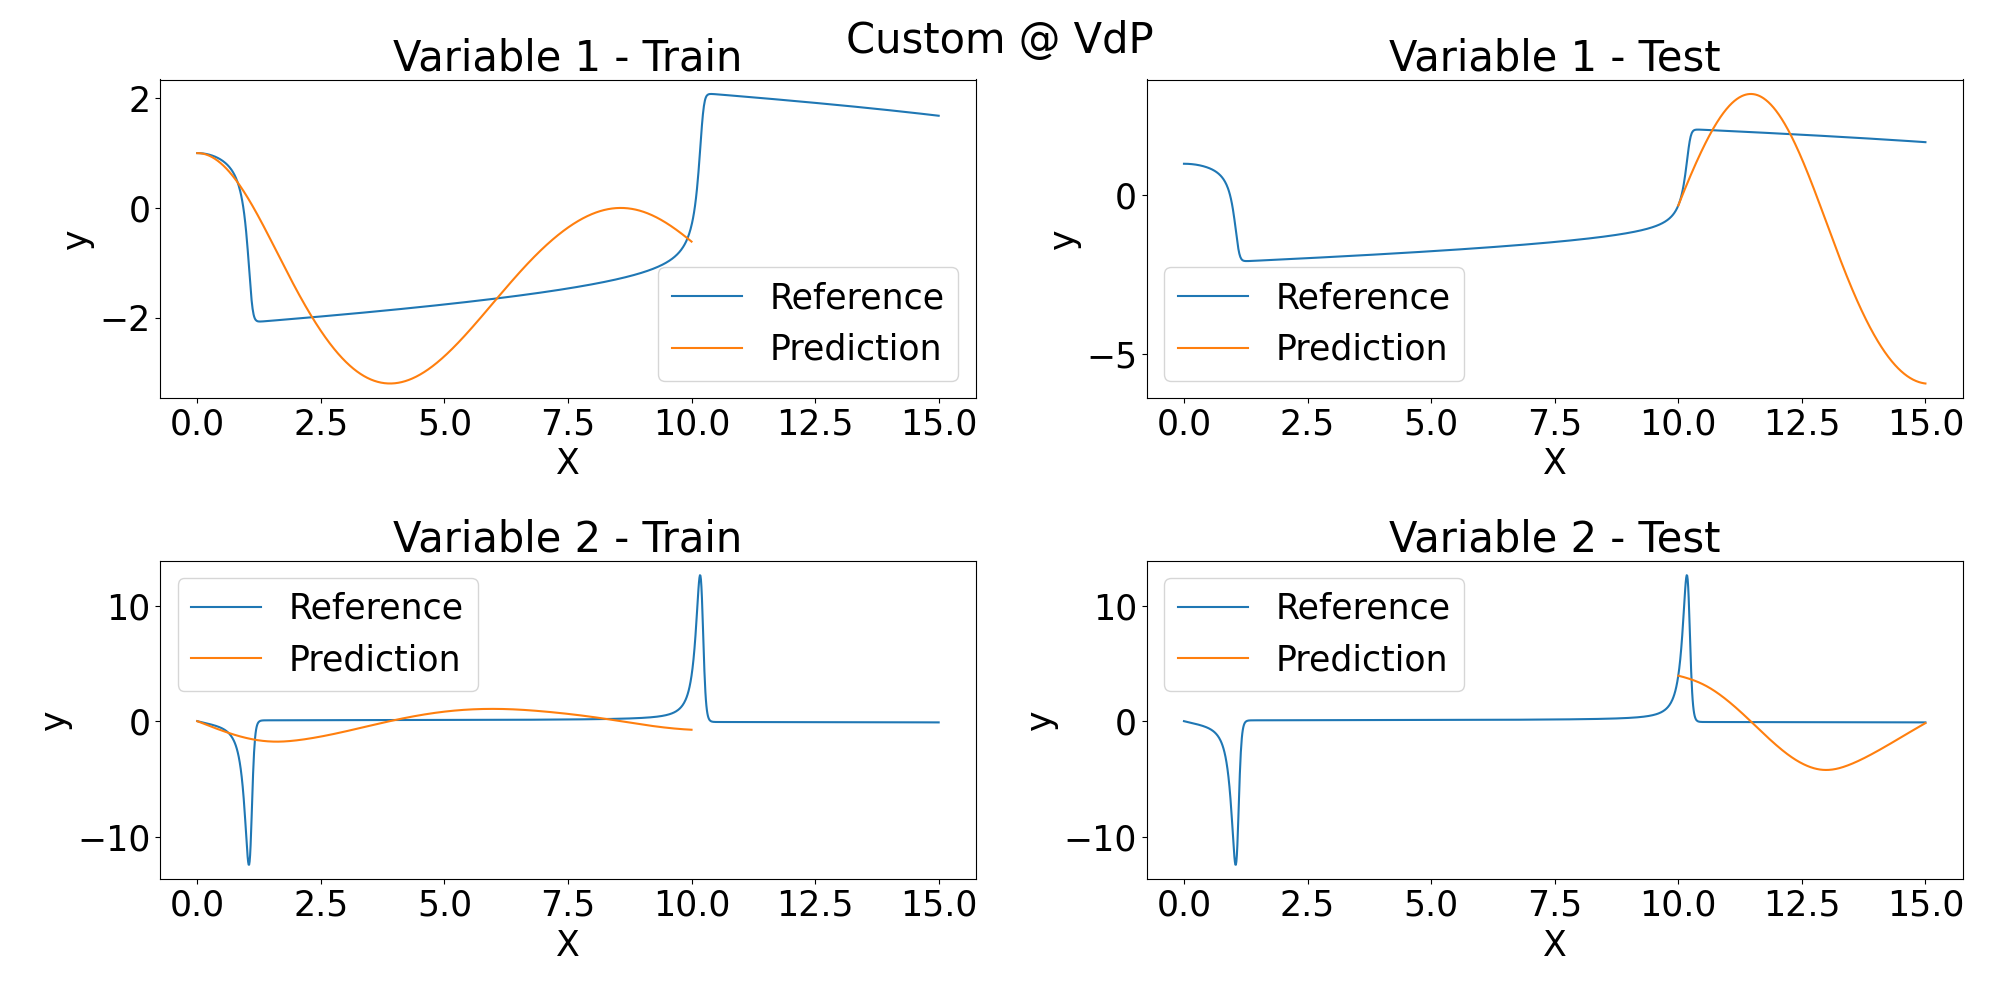 Custom @ VdP
Variable 1 - Train
2
0
−2
y
0.0 2.5 5.0 7.5 10.0 12.5 15.0
X
Reference
Prediction
Variable 1 - Test
0
−5
y
0.0 2.5 5.0 7.5 10.0 12.5 15.0
X
Reference
Prediction
Variable 2 - Train
10
0
−10
y
0.0 2.5 5.0 7.5 10.0 12.5 15.0
X
Reference
Prediction
Variable 2 - Test
10
0
−10
y
0.0 2.5 5.0 7.5 10.0 12.5 15.0
X
Reference
Prediction